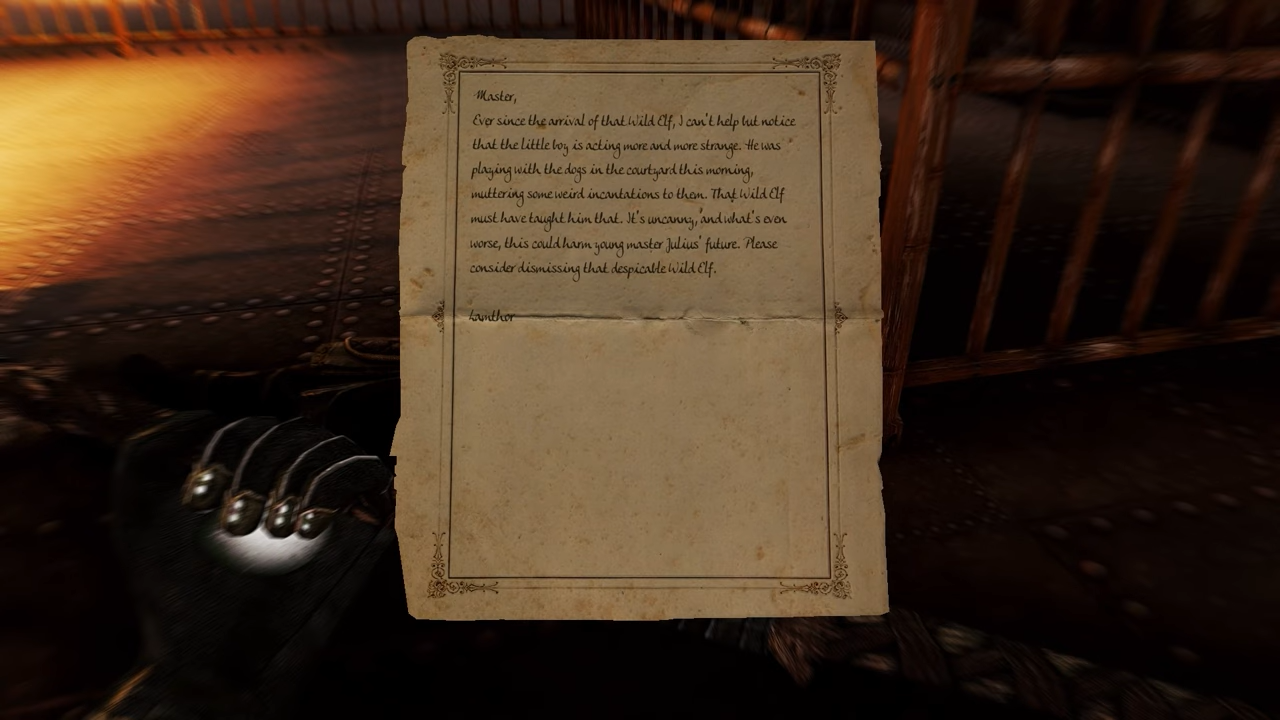 Master,
Ever since the arrival of that Wild Elf, I can't help but notice
that the little boy is acting more and more strange. He was
playing with the dogs in the courtyard this morning,
muttering some weird incantations to them. That Wild Elf
must have taught him that. It's uncanny, and what's even
worse, this could harm young master Julius' future. Please
consider dismissing that despicable Wild Elf.
Lamthor